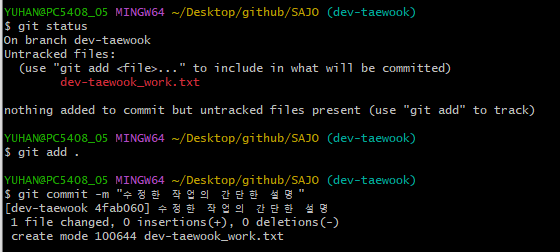 YUHAN@PC5408_05 MINGW64 ~/Desktop/github/SAJO (dev-taewook)
$ git status
On branch dev-taewook
Untracked files:
  (use "git add <file>..." to include in what will be committed)
        dev-taewook_work.txt

nothing added to commit but untracked files present (use "git add" to track)

YUHAN@PC5408_05 MINGW64 ~/Desktop/github/SAJO (dev-taewook)
$ git add .

YUHAN@PC5408_05 MINGW64 ~/Desktop/github/SAJO (dev-taewook)
$ git commit -m "수정한 작업의 간단한 설명"
[dev-taewook 4fab060] 수정한 작업의 간단한 설명
 1 file changed, 0 insertions(+), 0 deletions(-)
 create mode 100644 dev-taewook_work.txt